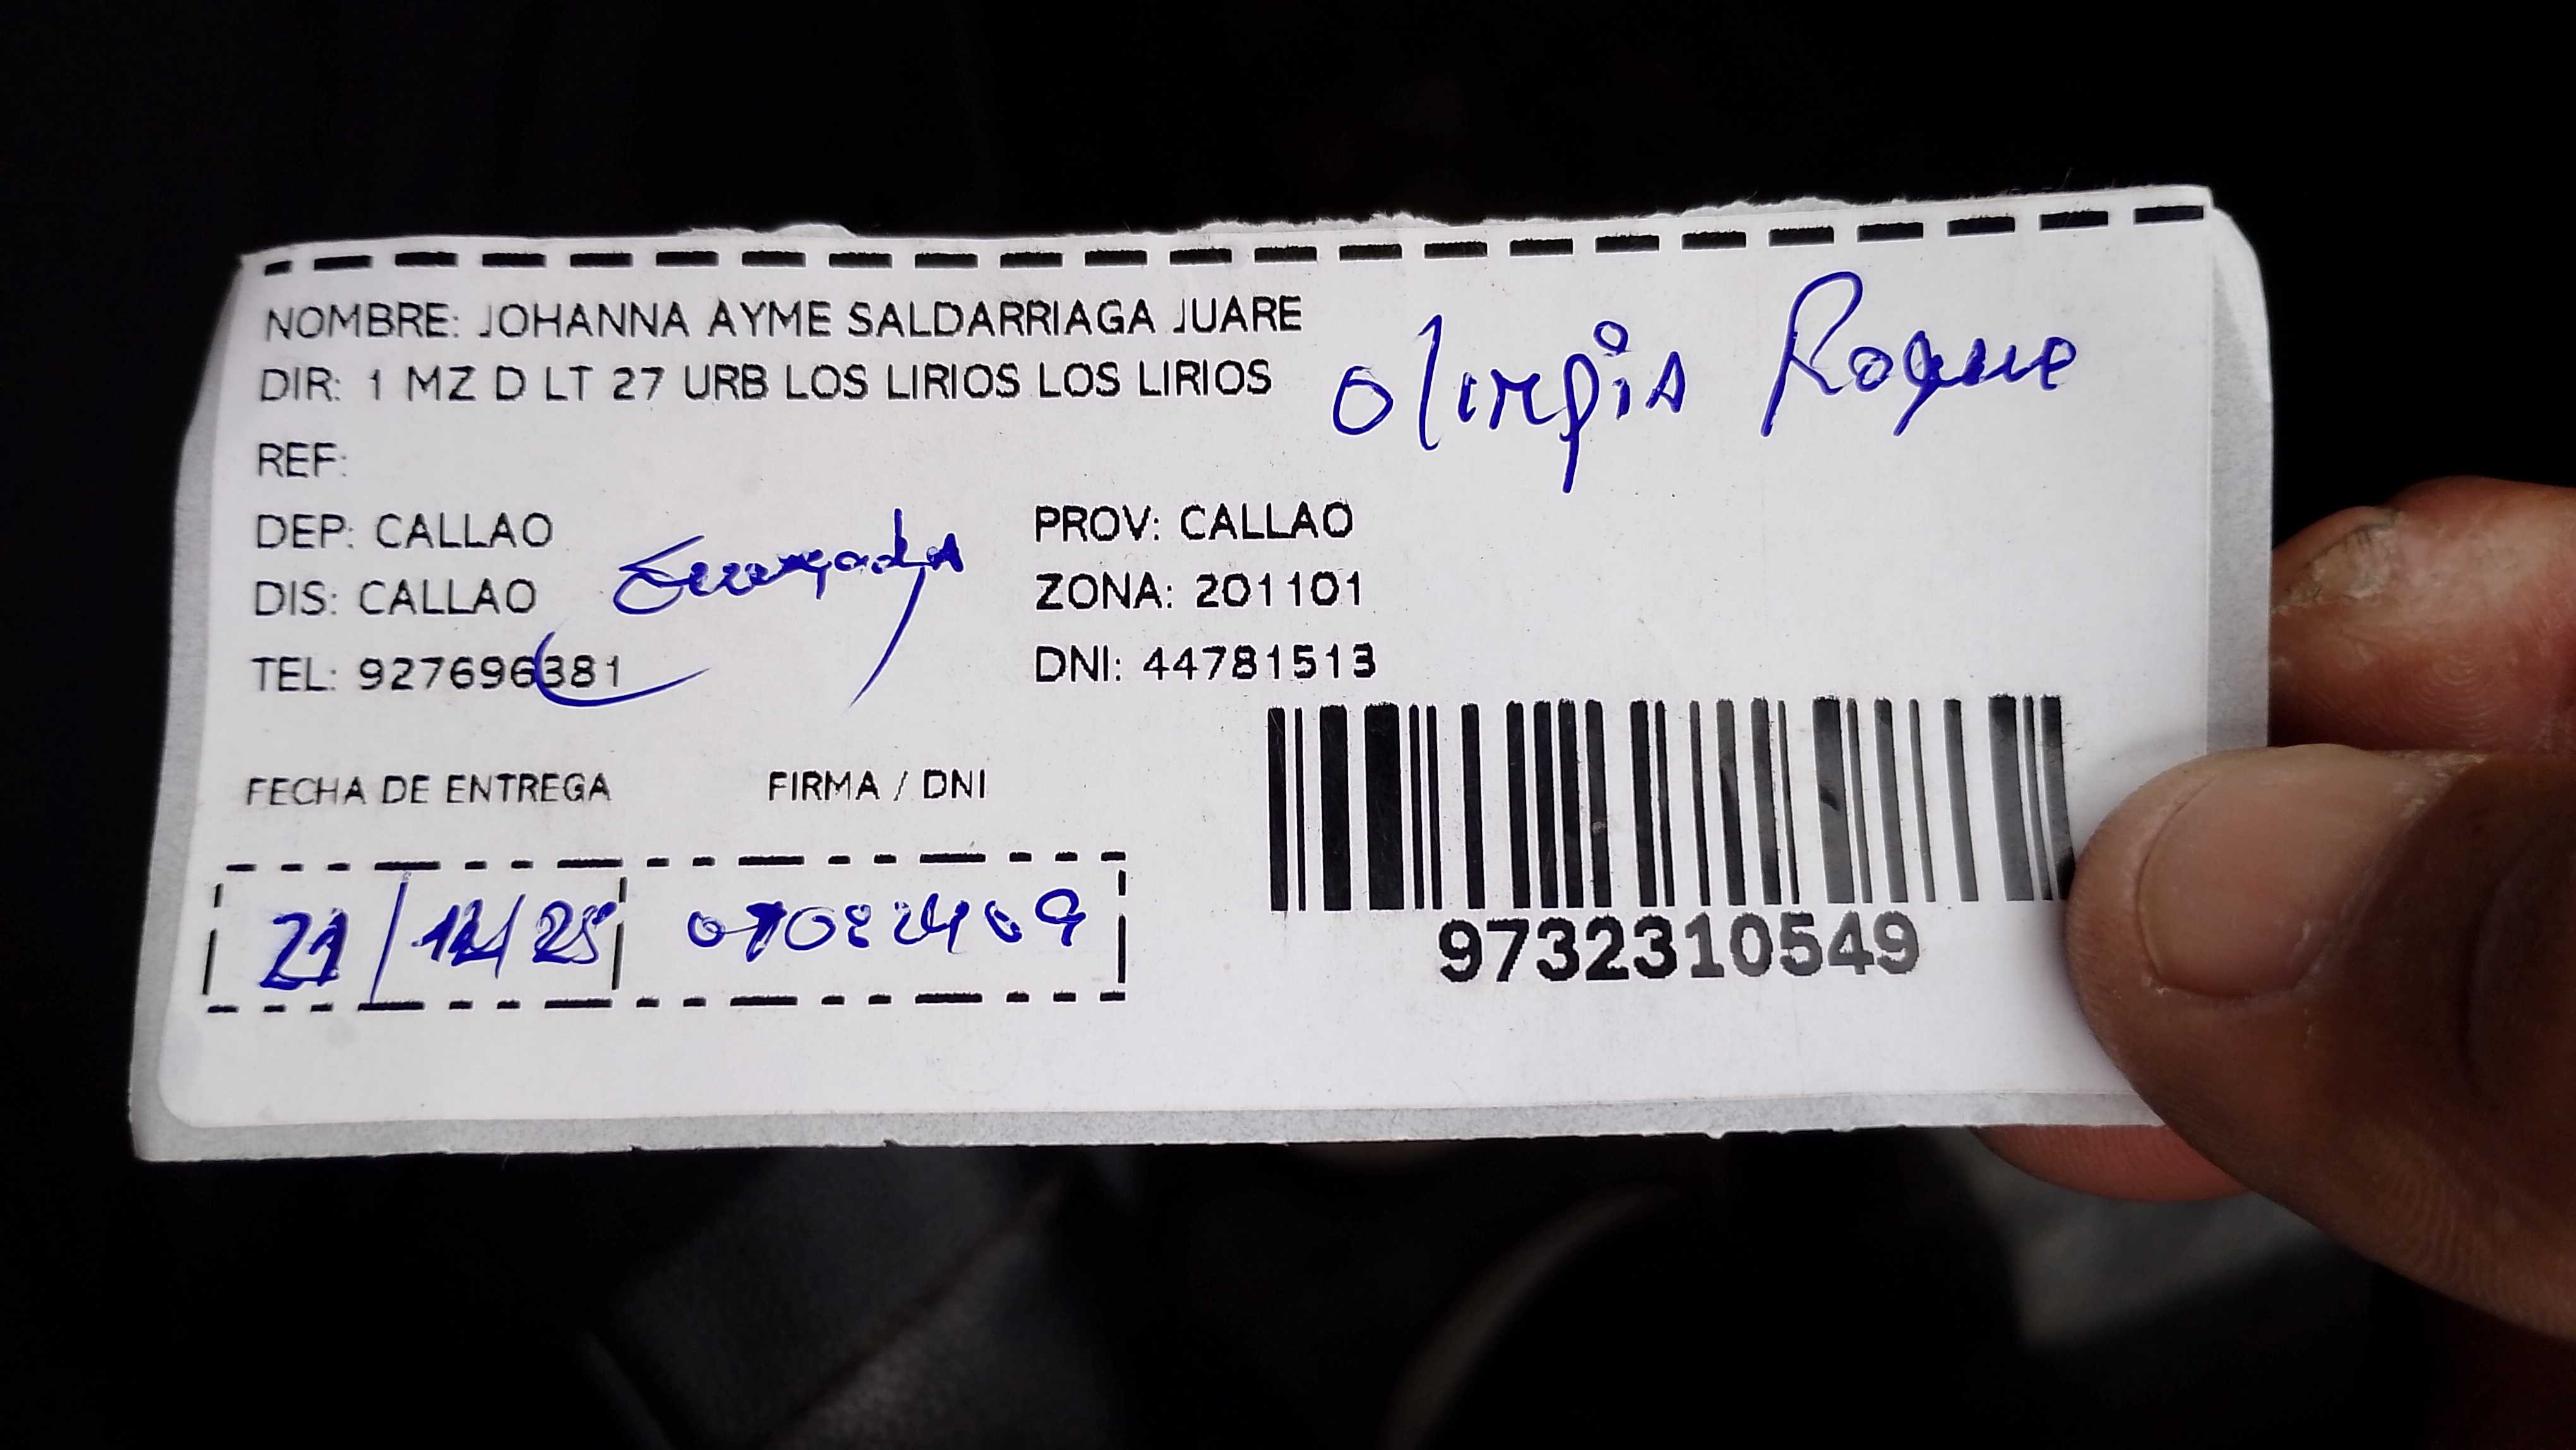 NOMBRE: JOHANNA AYME SALDARRIAGA JUARE
DIR: 1 MZ D LT 27 URB LOS LIRIOS LOS LIRIOS
Olimpia Roque
REF:
DEP: CALLAO
PROV: CALLAO
DIS: CALLAO
ZONA: 201101
TEL: 927696381
DNI: 44781513
FECHA DE ENTREGA
FIRMA / DNI
21/12/25
9732310549